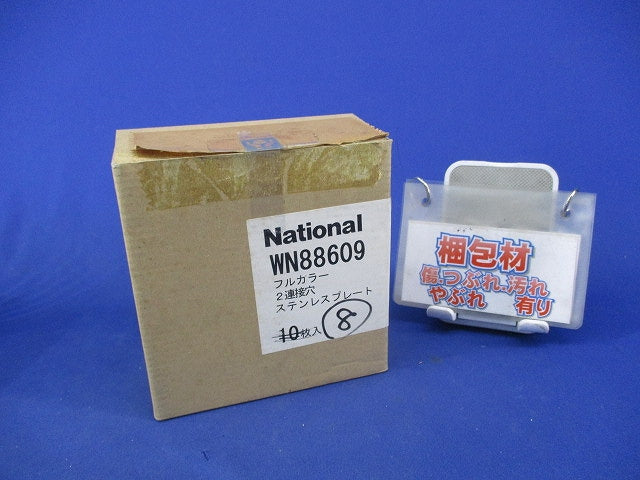 National
WN88609
フルカラー
2連接穴
ステンレスプレート
10枚入 8
梱包材
傷.つぶれ.汚れ
やぶれ 有り